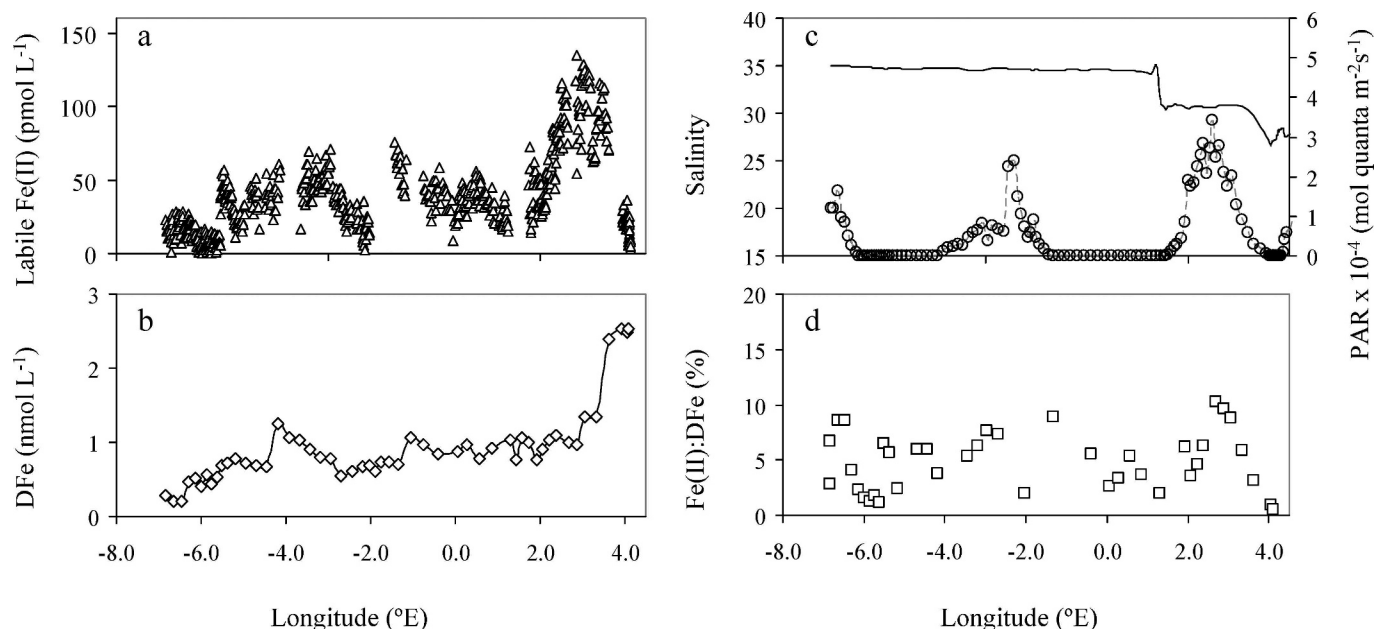 a
Labile Fe(II) (pmol L-1)
150
100
50
0
b
DFe (nmol L-1)
3
2
1
0
-8.0 -6.0 -4.0 -2.0 0.0 2.0 4.0
Longitude (ºE)
c
Salinity
40
35
30
25
20
15
PAR x 10-4 (mol quanta m-2s-1)
6
5
4
3
2
1
0
d
Fe(II):DFe (%)
20
15
10
5
0
-8.0 -6.0 -4.0 -2.0 0.0 2.0 4.0
Longitude (ºE)